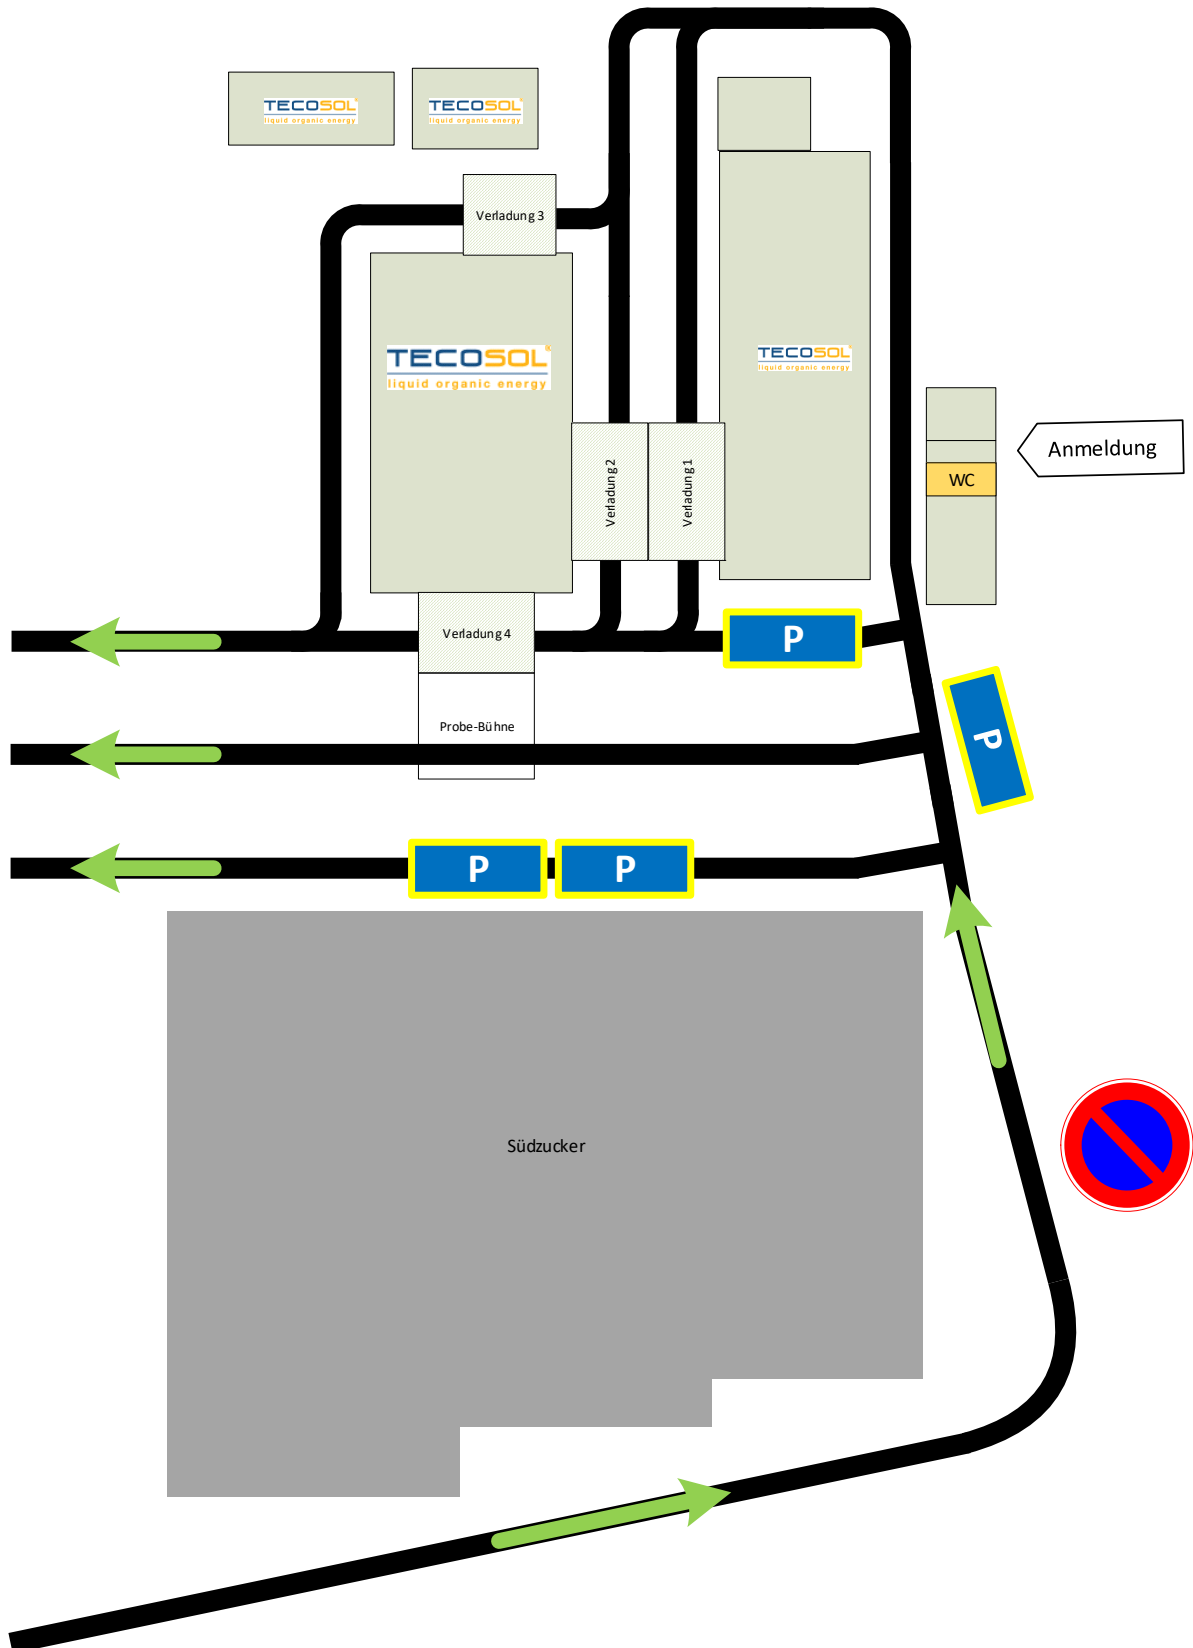 TECOSOL®
liquid organic energy
TECOSOL®
liquid organic energy
Verladung 3
TECOSOL®
liquid organic energy
TECOSOL®
liquid organic energy
Anmeldung
WC
Verladung 2
Verladung 1
Verladung 4
P
P
Probe-Bühne
P
P
Südzucker